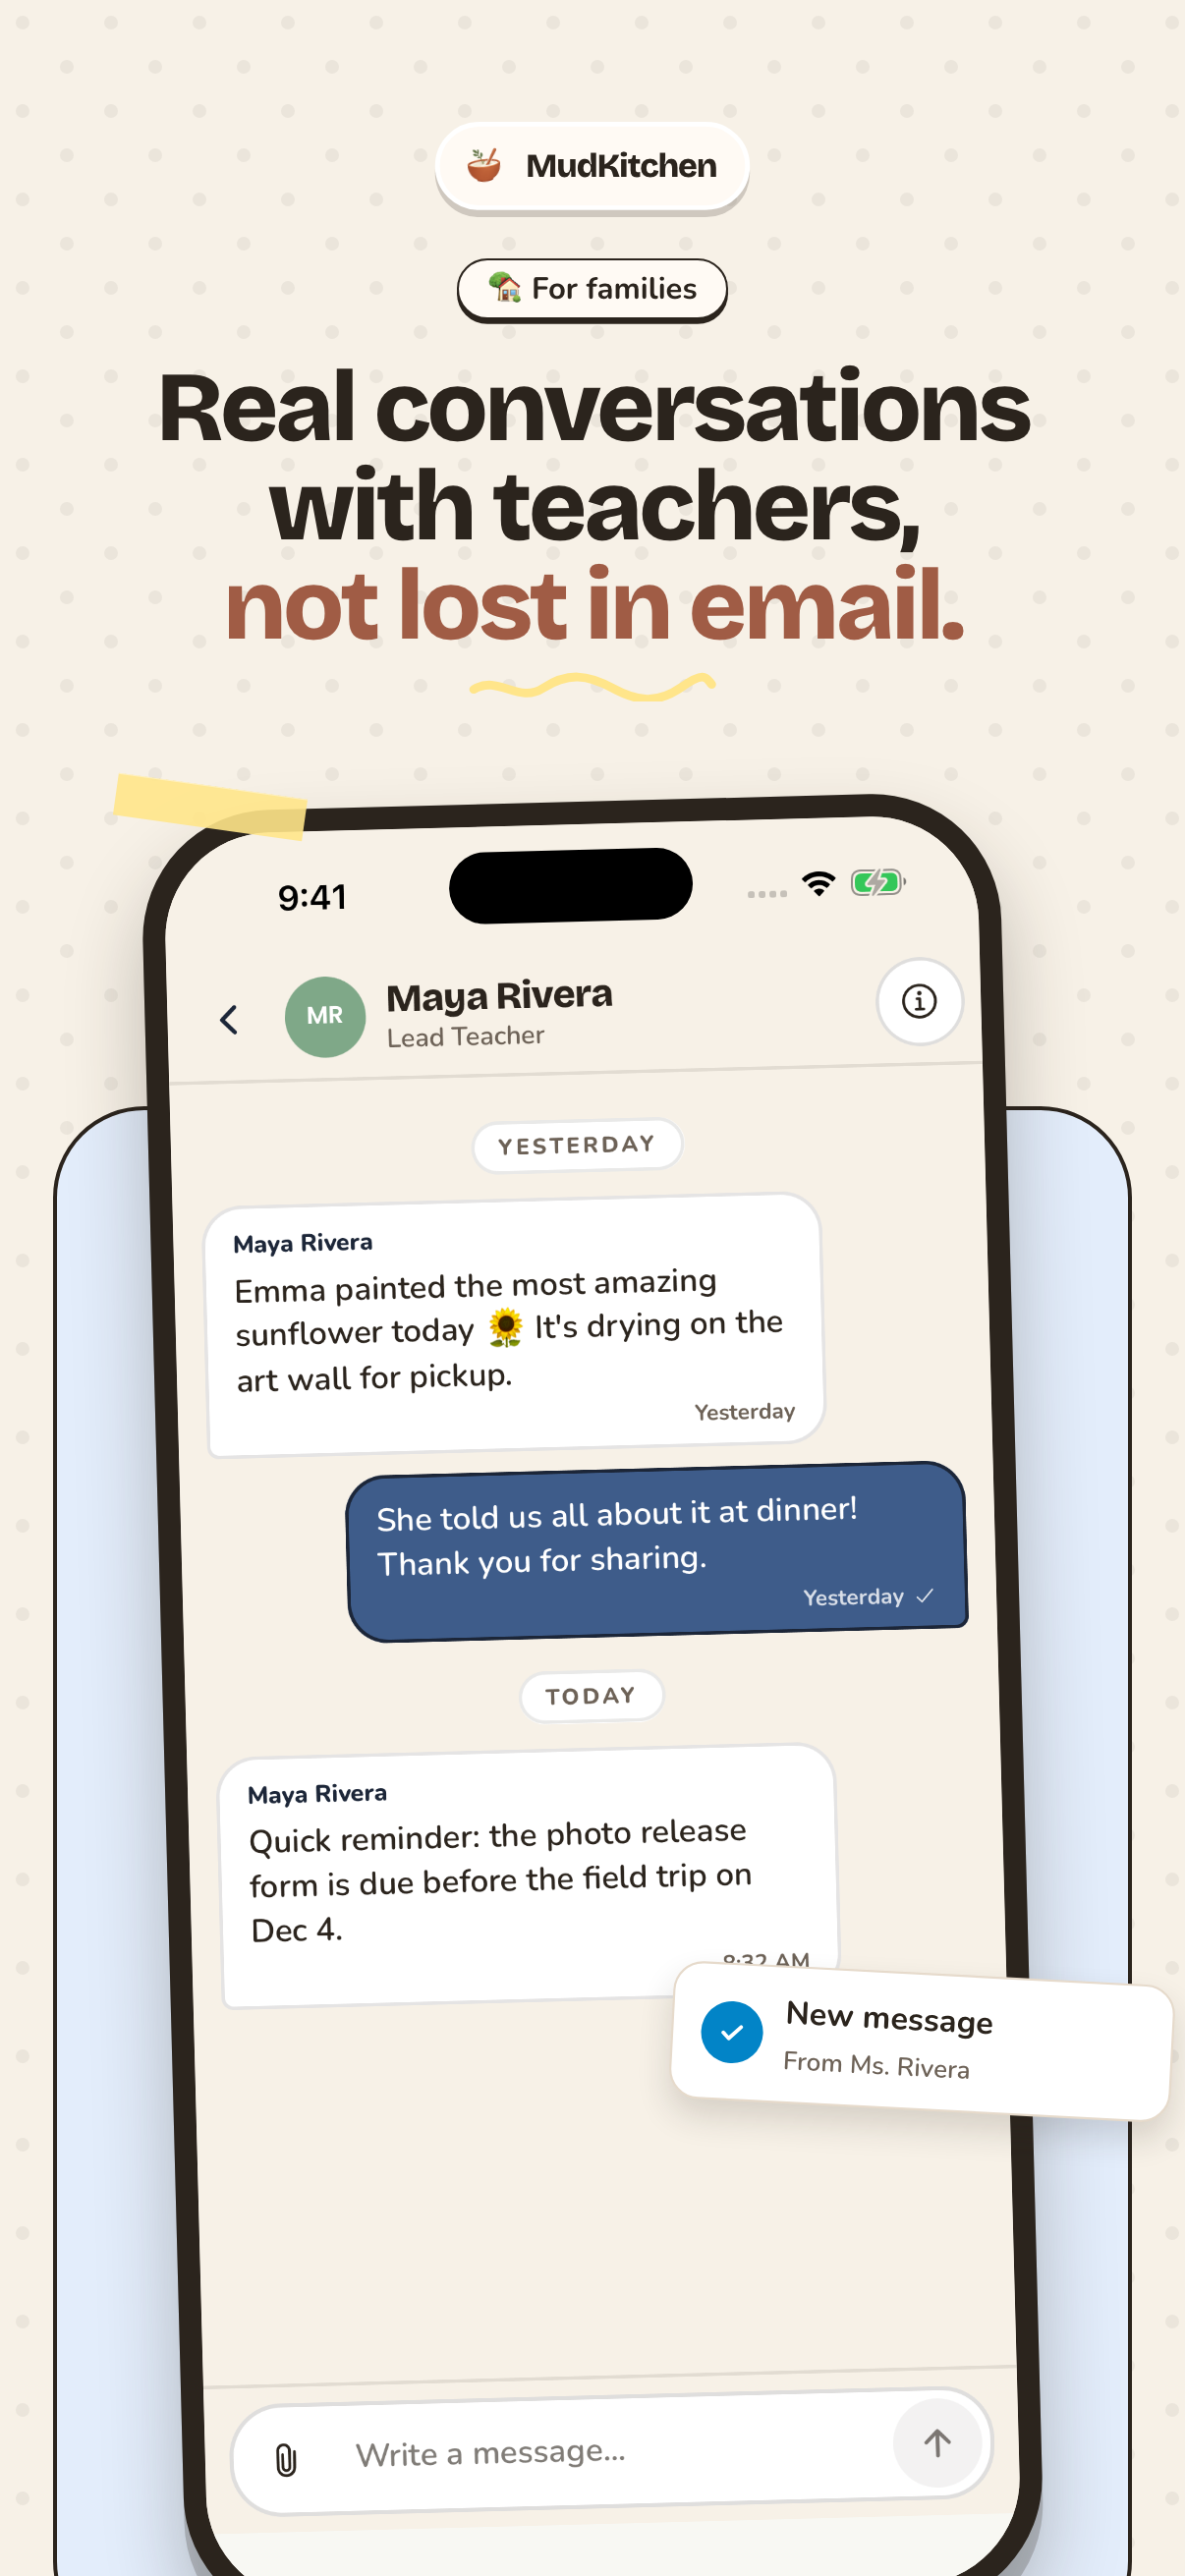 MudKitchen
For families
Real conversations
with teachers,
not lost in email.
9:41
MR
Maya Rivera
Lead Teacher
YESTERDAY
Maya Rivera
Emma painted the most amazing
sunflower today 🌻 It's drying on the
art wall for pickup.
Yesterday
She told us all about it at dinner!
Thank you for sharing.
Yesterday
TODAY
Maya Rivera
Quick reminder: the photo release
form is due before the field trip on
Dec 4.
AM
New message
From Ms. Rivera
Write a message...